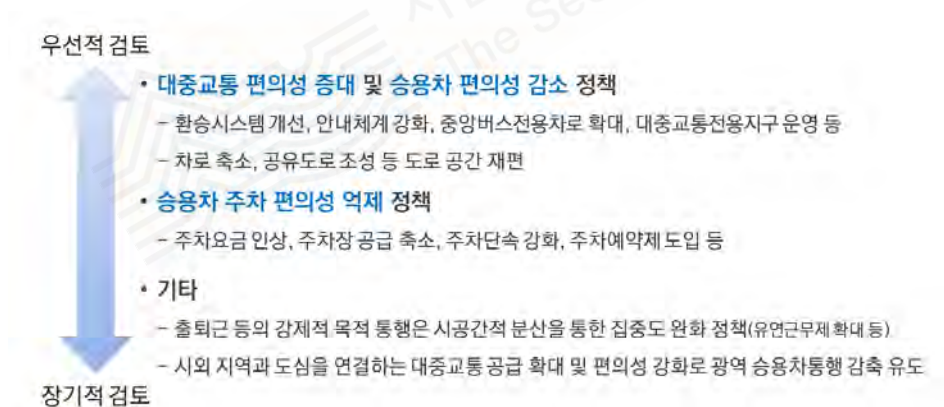 The Seo
우선적 검토
• 대중교통 편의성 증대 및 승용차 편의성 감소 정책
– 환승시스템 개선, 안내체계 강화, 중앙버스전용차로 확대, 대중교통전용지구 운영 등
– 차로 축소, 공유도로 조성 등 도로 공간 재편
• 승용차 주차 편의성 억제 정책
– 주차요금 인상, 주차장 공급 축소, 주차단속 강화, 주차예약제 도입 등
• 기타
– 출퇴근 등의 강제적 목적 통행은 시공간적 분산을 통한 집중도 완화 정책(유연근무제 확대 등)
– 시외 지역과 도심을 연결하는 대중교통 공급 확대 및 편의성 강화로 광역 승용차통행 감축 유도
장기적 검토